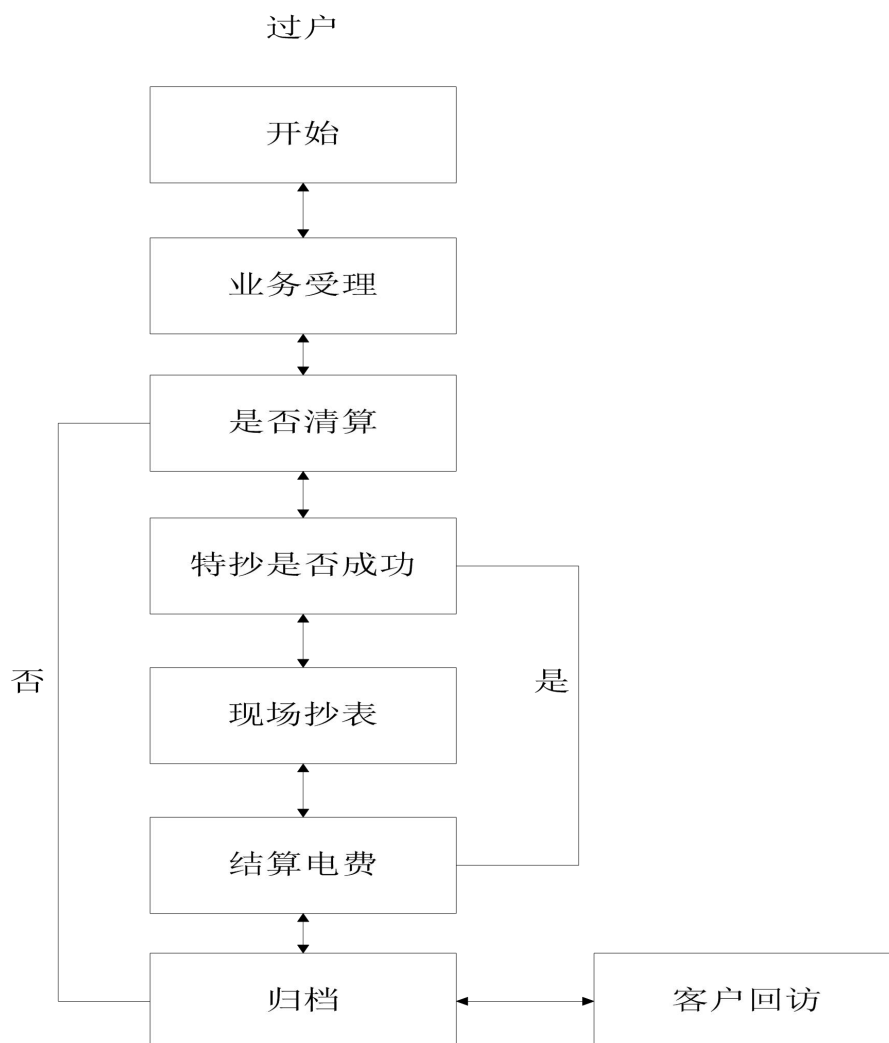 过户
开始
业务受理
是否清算
特抄是否成功
否
是
现场抄表
结算电费
归档
客户回访